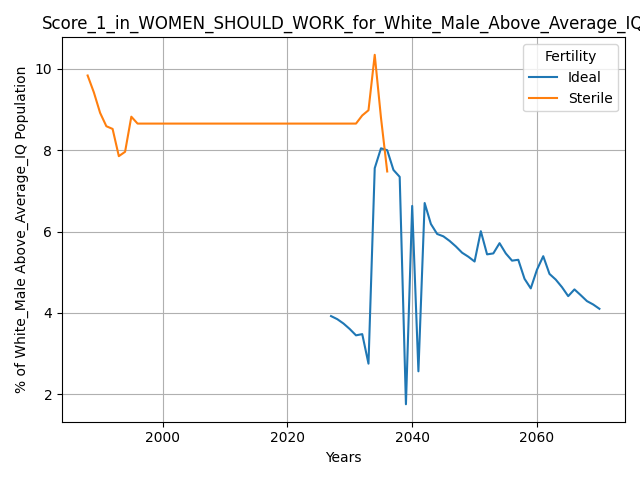 Score_1_in_WOMEN_SHOULD_WORK_for_White_Male_Above_Average_IQ
% of White_Male Above_Average_IQ Population
10
8
6
4
2
Fertility
Ideal
Sterile
2000 2020 2040 2060
Years